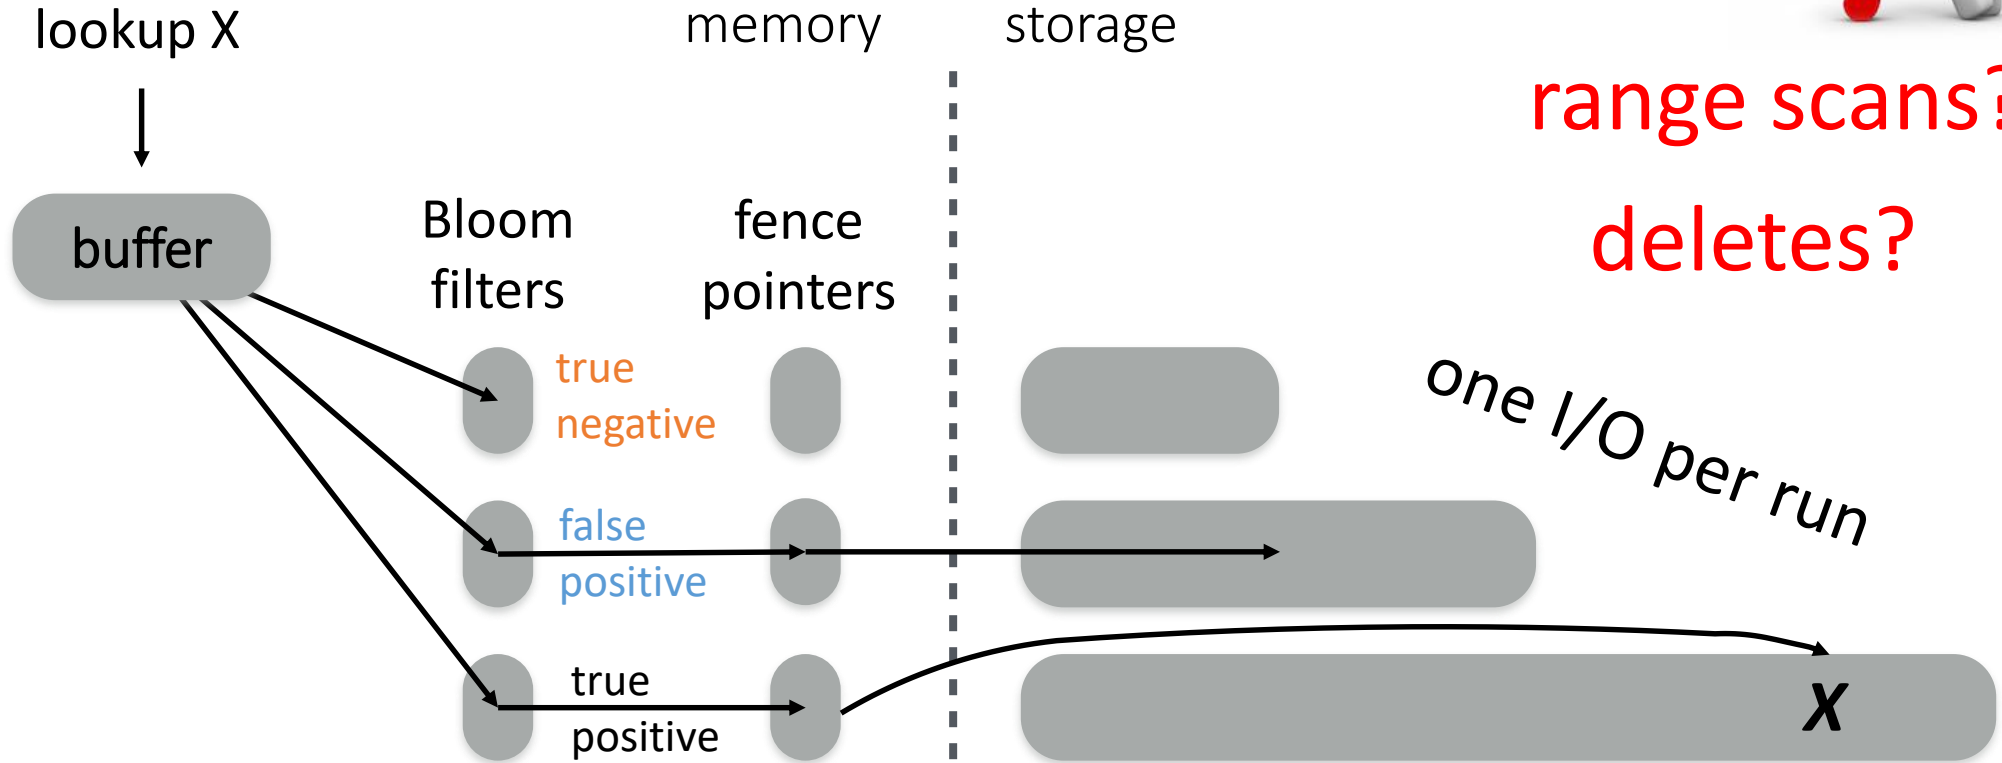 lookup X
memory
storage
range scans?
deletes?
buffer
Bloom
filters
fence
pointers
true
negative
one I/O per run
false
positive
true
positive
X